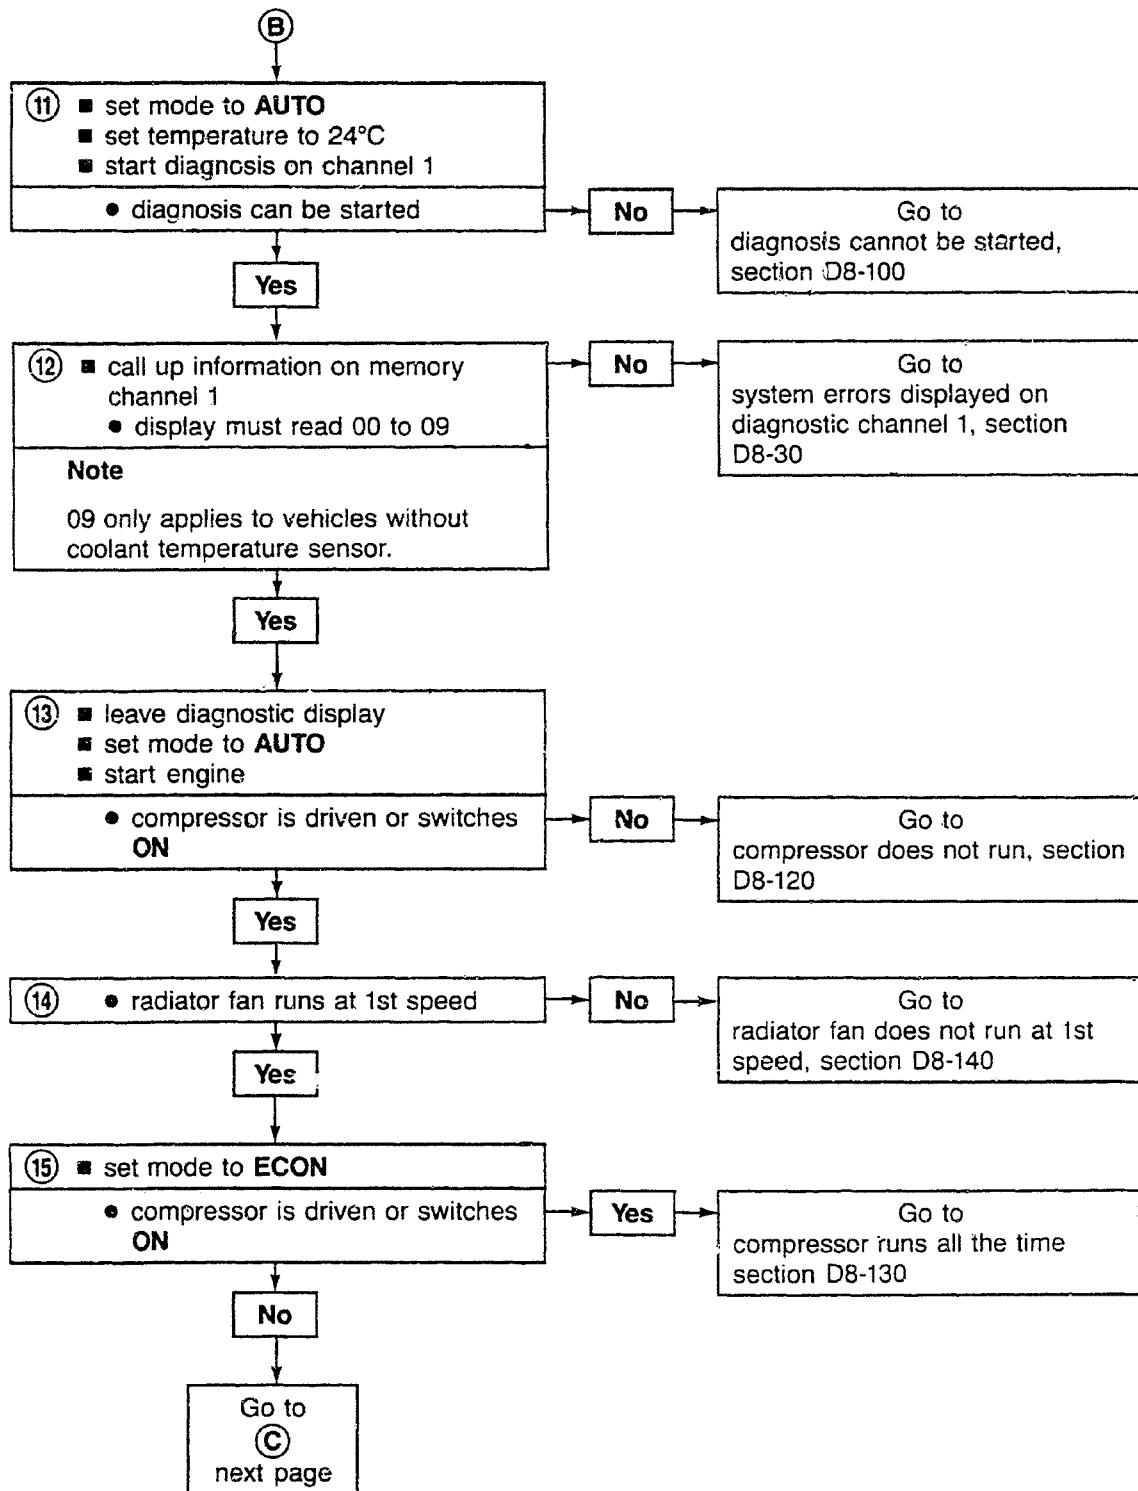 B
11 ■ set mode to AUTO
■ set temperature to 24°C
■ start diagnosis on channel 1
● diagnosis can be started
No
Go to
diagnosis cannot be started,
section D8-100
Yes
12 ■ call up information on memory
channel 1
● display must read 00 to 09
Note
09 only applies to vehicles without
coolant temperature sensor.
No
Go to
system errors displayed on
diagnostic channel 1, section
D8-30
Yes
13 ■ leave diagnostic display
■ set mode to AUTO
■ start engine
● compressor is driven or switches
ON
No
Go to
compressor does not run, section
D8-120
Yes
14 ● radiator fan runs at 1st speed
No
Go to
radiator fan does not run at 1st
speed, section D8-140
Yes
15 ■ set mode to ECON
● compressor is driven or switches
ON
Yes
Go to
compressor runs all the time
section D8-130
No
Go to
C
next page